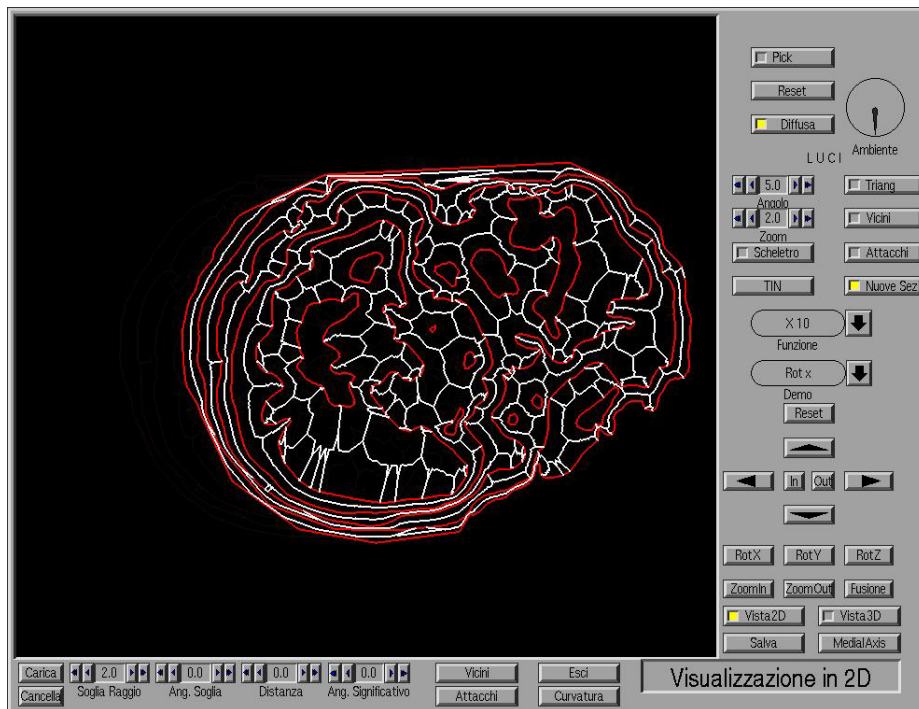 Pick
Reset
Diffusa
Ambiente
LUCI
5.0
Triang
Angolo
2.0
Vicini
Zoom
Scheletro
Attacchi
TIN
Nuove Sez
X 10
Funzione
Rot x
Demo
Reset
In
Out
RotX
RotY
RotZ
ZoomIn
ZoomOut
Fusione
Vista2D
Vista3D
Salva
MedialAxis
Carica
2.0
0.0
0.0
0.0
Vicini
Esci
Cancella
Soglia Raggio
Ang. Soglia
Distanza
Ang. Significativo
Attacchi
Curvatura
Visualizzazione in 2D